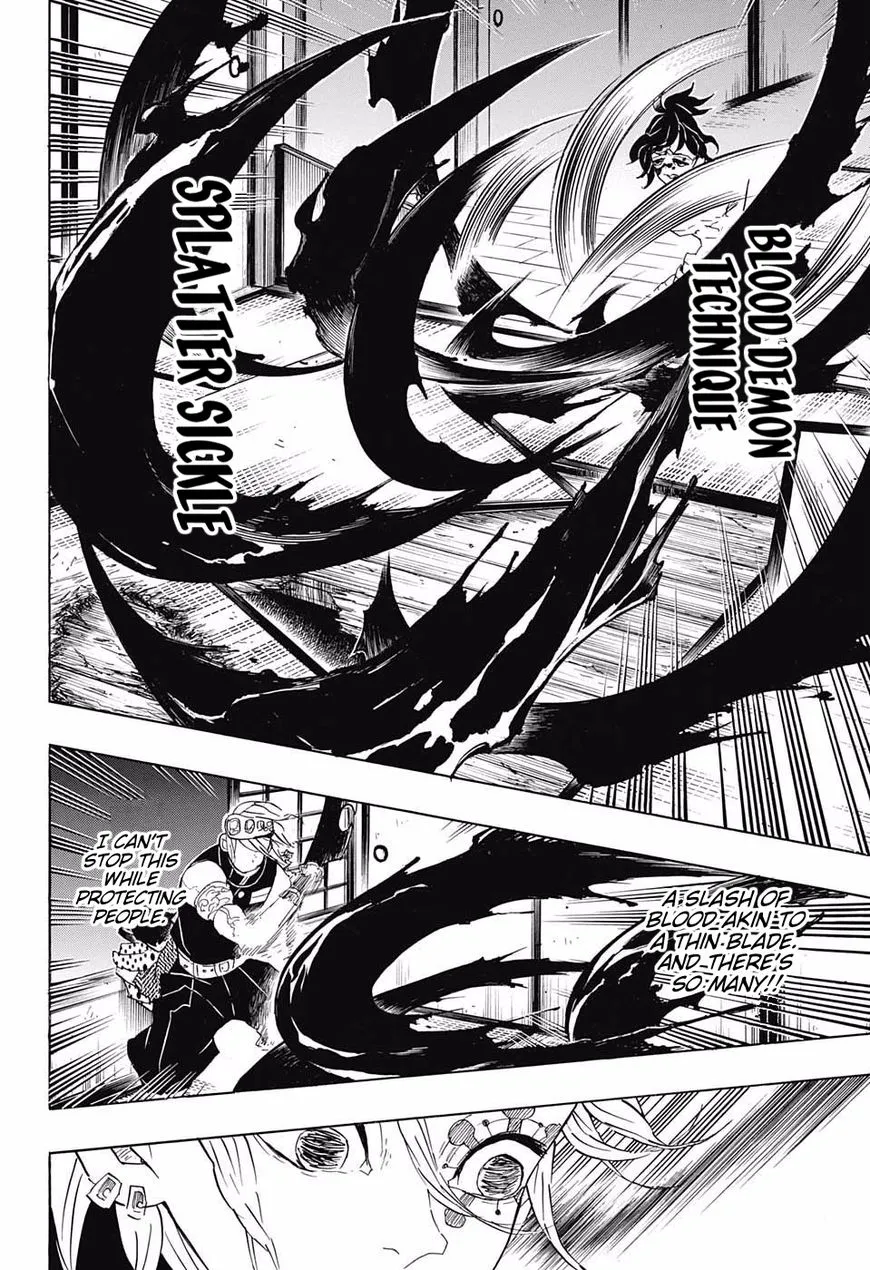 BLOOD DEMON
TECHNIQUE
SPLATTER SICKLE
A SLASH OF
BLOOD AKIN TO
A THIN BLADE.
AND THERE'S
SO MANY!!
I CAN'T
STOP THIS
WHILE
PROTECTING
PEOPLE.